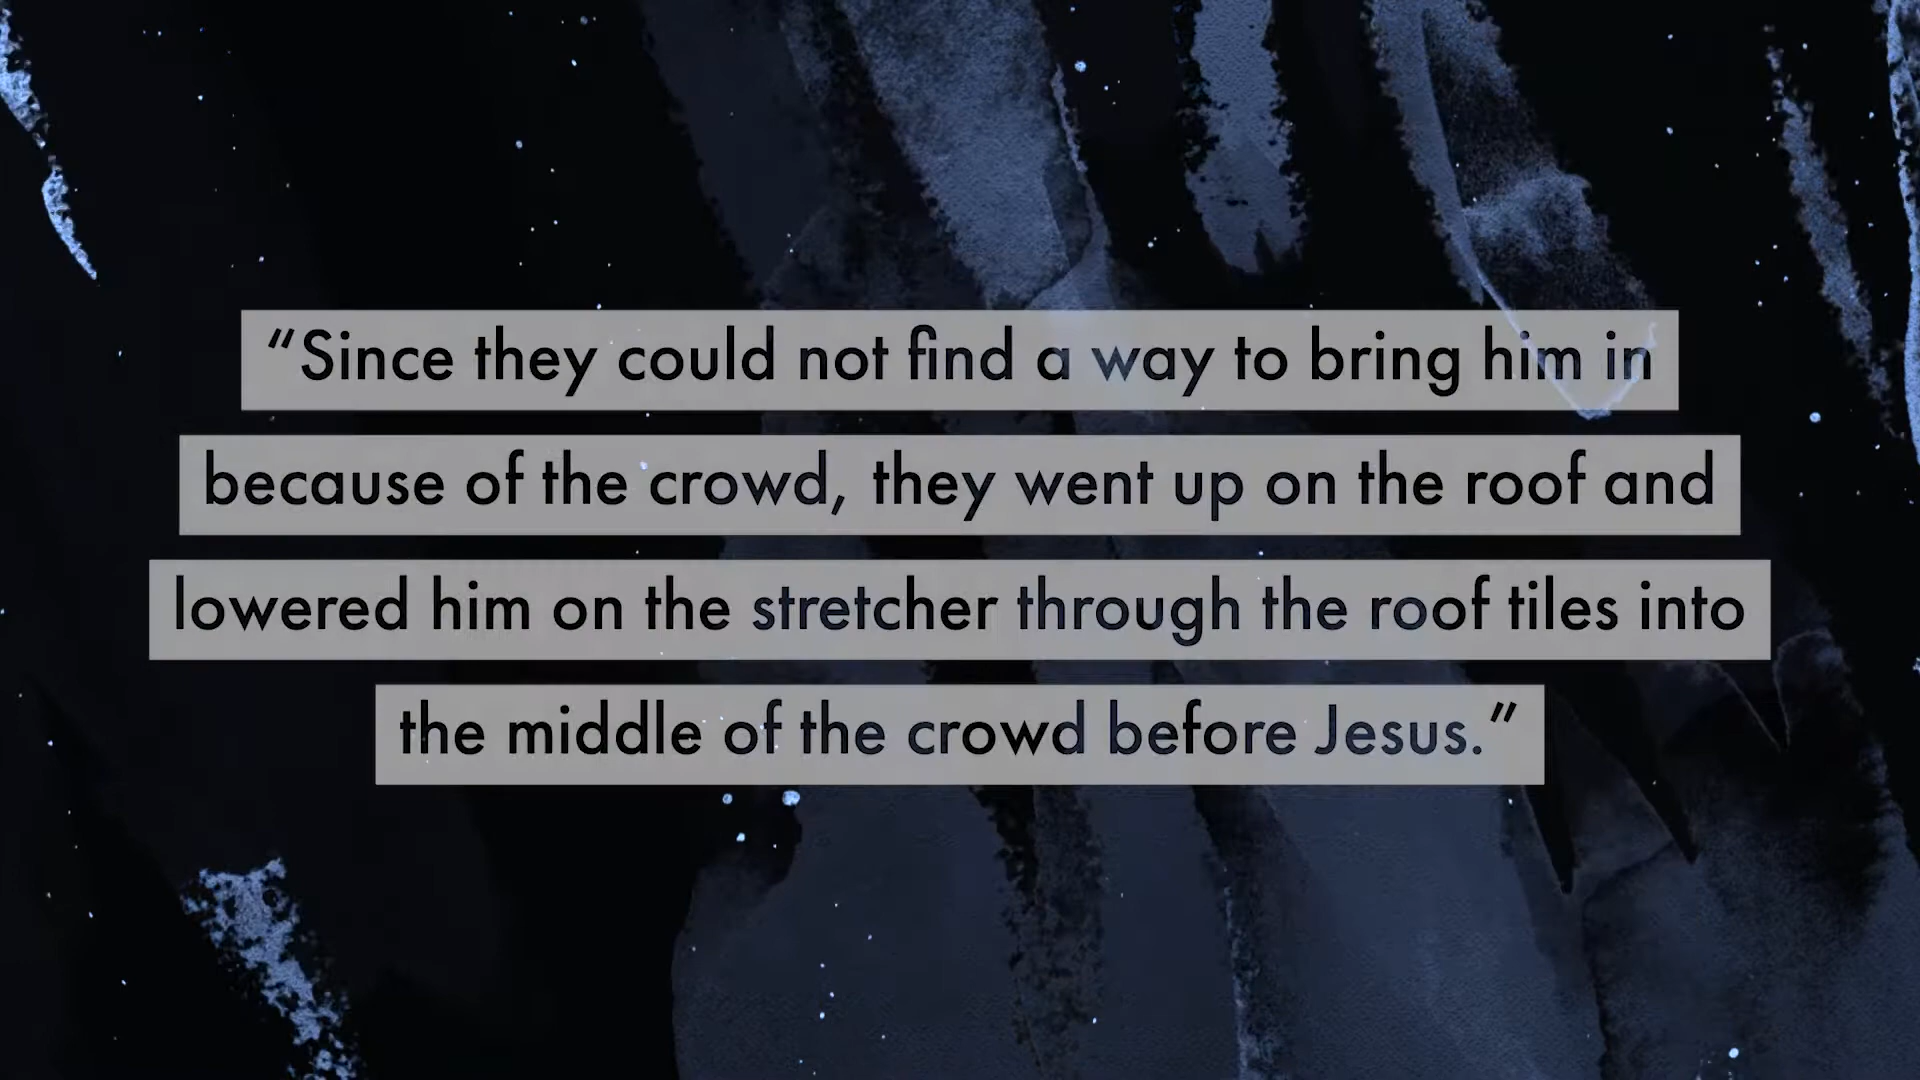 “Since they could not find a way to bring him in
because of the crowd, they went up on the roof and
lowered him on the stretcher through the roof tiles into
the middle of the crowd before Jesus.”